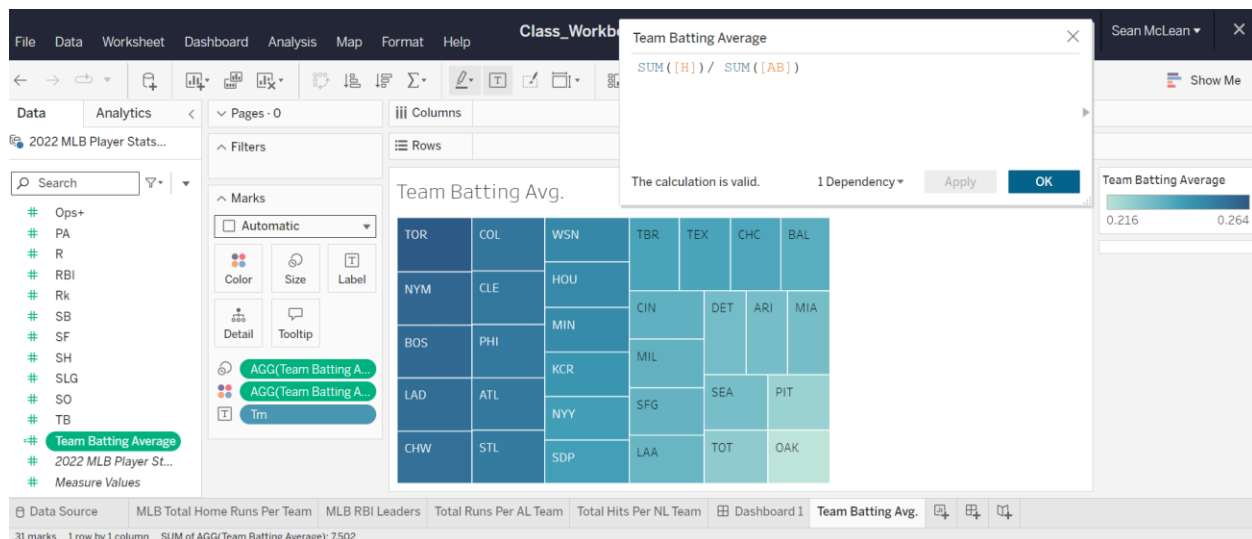 Class_Workb
Sean McLean
File Data Worksheet Dashboard Analysis Map Format Help
Team Batting Average
SUM([H])/ SUM([AB])
The calculation is valid.
1 Dependency
Apply
OK
Show Me
Data Analytics
2022 MLB Player Stats...
Search
Ops+
PA
R
RBI
Rk
SB
SF
SH
SLG
SO
TB
Team Batting Average
2022 MLB Player St...
Measure Values
Pages · 0
Filters
Marks
Automatic
Color Size Label
Detail Tooltip
AGG(Team Batting A...
AGG(Team Batting A...
Tm
Columns
Rows
Team Batting Avg.
TOR
NYM
BOS
LAD
CHW
COL
CLE
PHI
ATL
STL
WSN
HOU
MIN
KCR
NYY
SDP
TBR TEX CHC BAL
CIN
MIL
SFG
LAA
DET ARI MIA
SEA PIT
TOT OAK
Team Batting Average
0.216 0.264
Data Source MLB Total Home Runs Per Team MLB RBI Leaders Total Runs Per AL Team Total Hits Per NL Team Dashboard 1 Team Batting Avg.
31 marks 1 row by 1 column SUM of AGG(Team Batting Average): 7.502